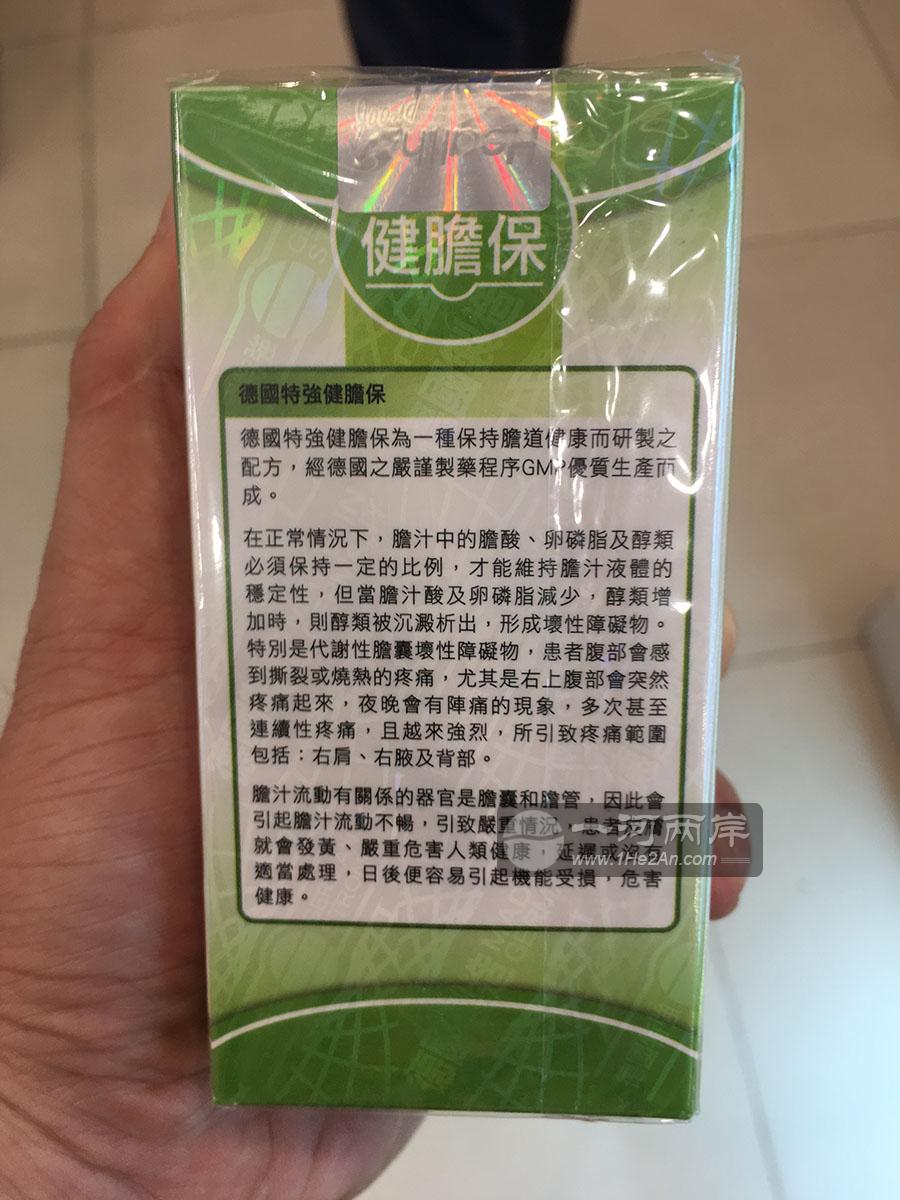 健膽保
德國特強健膽保
德國特強健膽保為一種保持膽道健康而研製之
配方，經德國之嚴謹製藥程序GMP優質生產而
成。
在正常情況下，膽汁中的膽酸、卵磷脂及醇類
必須保持一定的比例，才能維持膽汁液體的
穩定性，但當膽汁酸及卵磷脂減少，醇類增
加時，則醇類被沉澱析出，形成壞性障礙物。
特別是代謝性膽囊壞性障礙物，患者腹部會感
到撕裂或燒熱的疼痛，尤其是右上腹部會突然
疼痛起來，夜晚會有陣痛的現象，多次甚至
連續性疼痛，且越來強烈，所引致疼痛範圍
包括：右肩、右腋及背部。
膽汁流動有關係的器官是膽囊和膽管，因此會
引起膽汁流動不暢，引致嚴重情況，患者
就會發黃、嚴重危害人類健康，延遲或沒有
適當處理，日後便容易引起機能受損，危害
健康。
一河兩岸
www.1He2An.com